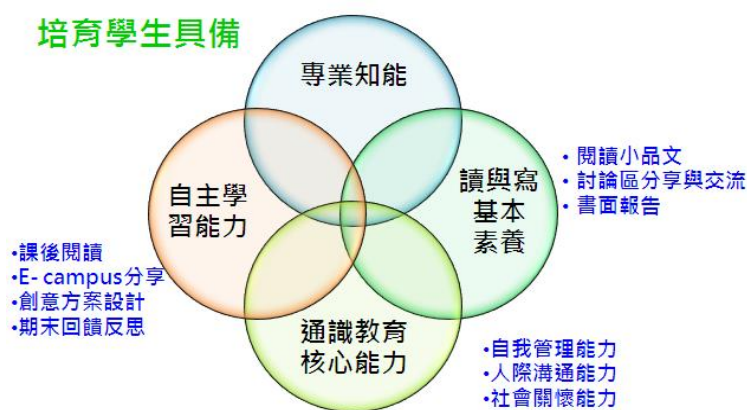 培育學生具備
專業知能
自主學
習能力
讀與寫
基本
素養
• 閱讀小品文
• 討論區分享與交流
• 書面報告
•課後閱讀
•E- campus分享
•創意方案設計
•期末回饋反思
通識教育
核心能力
•自我管理能力
•人際溝通能力
•社會關懷能力